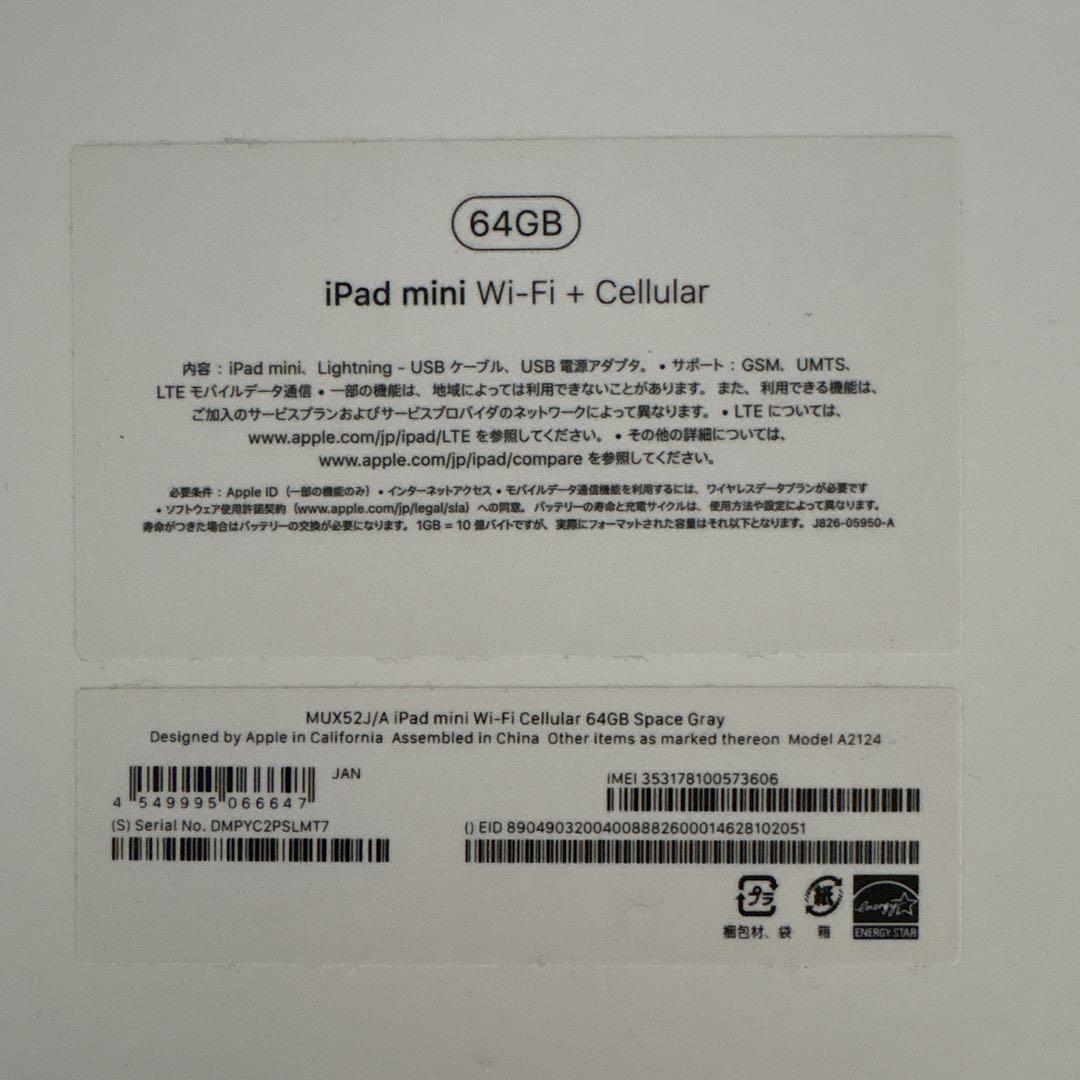 64GB
iPad mini Wi-Fi + Cellular
内容：iPad mini、Lightning - USB ケーブル、USB 電源アダプタ。• サポート：GSM、UMTS、
LTE モバイルデータ通信 • 一部の機能は、地域によっては利用できないことがあります。また、利用できる機能は、
ご加入のサービスプランおよびサービスプロバイダのネットワークによって異なります。• LTE については、
www.apple.com/jp/ipad/LTE を参照してください。• その他の詳細については、
www.apple.com/jp/ipad/compare を参照してください。
必要条件：Apple ID（一部の機能のみ）• インターネットアクセス • モバイルデータ通信機能を利用するには、ワイヤレスデータプランが必要です
• ソフトウェア使用許諾契約（www.apple.com/jp/legal/sla）への同意。バッテリーの寿命と充電サイクルは、使用方法や設定によって異なります。
寿命がつきた場合はバッテリーの交換が必要になります。1GB = 10 億バイトですが、実際にフォーマットされた容量はそれ以下となります。J826-05950-A
MUX52J/A iPad mini Wi-Fi Cellular 64GB Space Gray
Designed by Apple in California Assembled in China Other items as marked thereon Model A2124
JAN
4 549995 066647
IMEI 353178100573606
(S) Serial No. DMPYC2PSLMT7
() EID 89049032004008882600014628102051
プラ
紙
energy
ENERGY STAR
梱包材、袋
箱